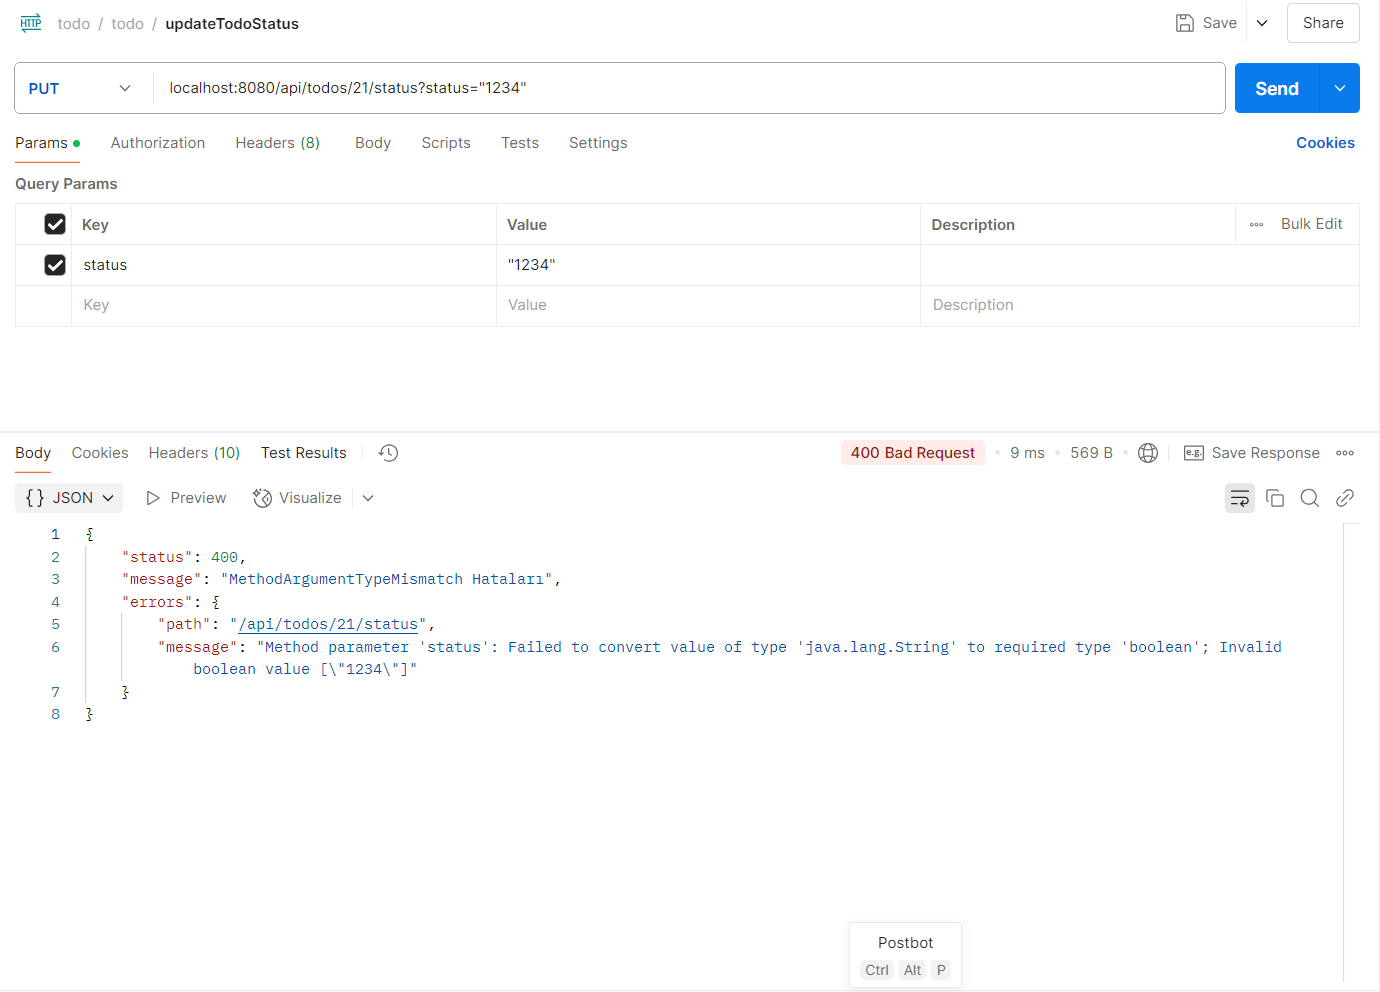 HTTP todo / todo / updateTodoStatus Save Share
PUT localhost:8080/api/todos/21/status?status="1234" Send
Params Authorization Headers (8) Body Scripts Tests Settings Cookies
Query Params
Key Value Description Bulk Edit
status "1234"
Key Value Description
Body Cookies Headers (10) Test Results 400 Bad Request 9 ms 569 B e.g. Save Response
{} JSON Preview Visualize
1 {
2 "status": 400,
3 "message": "MethodArgumentTypeMismatch Hataları",
4 "errors": {
5 "path": "/api/todos/21/status",
6 "message": "Method parameter 'status': Failed to convert value of type 'java.lang.String' to required type 'boolean'; Invalid
boolean value [\"1234\"]"
7 }
8 }
Postbot
Ctrl Alt P